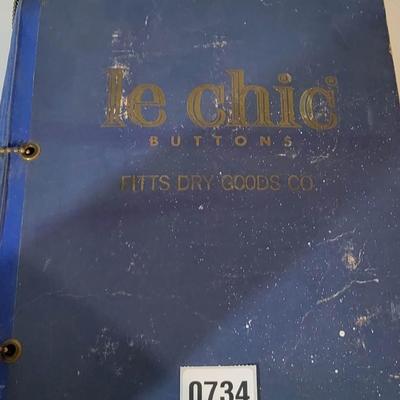 le chic®
BUTTONS
FITTS DRY GOODS CO.
0734